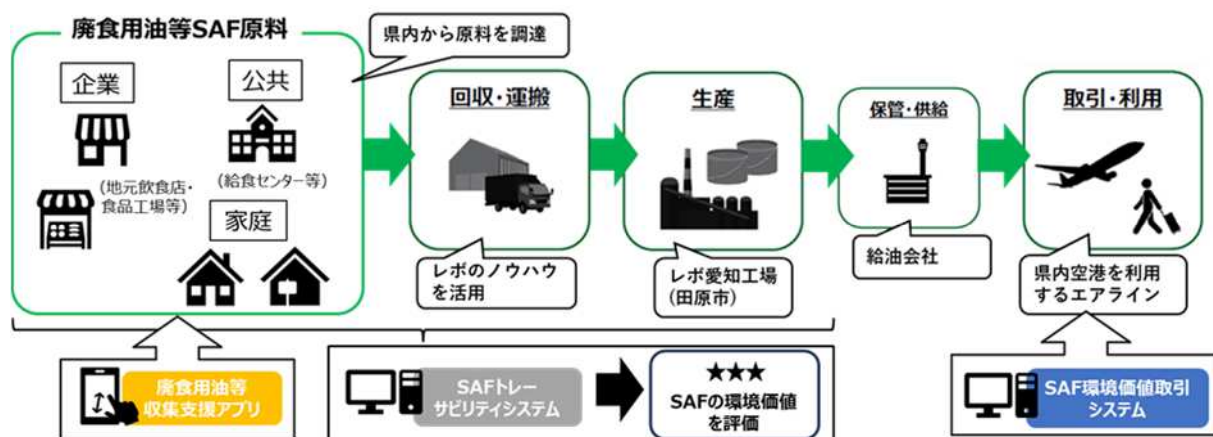 廃食用油等SAF原料
県内から原料を調達
企業
公共
(地元飲食店・
食品工場等)
(給食センター等)
家庭
回収・運搬
レボのノウハウ
を活用
生産
レボ愛知工場
(田原市)
保管・供給
給油会社
取引・利用
県内空港を利用
するエアライン
廃食用油等
収集支援アプリ
SAFトレー
サビリティシステム
★★★
SAFの環境価値
を評価
SAF環境価値取引
システム